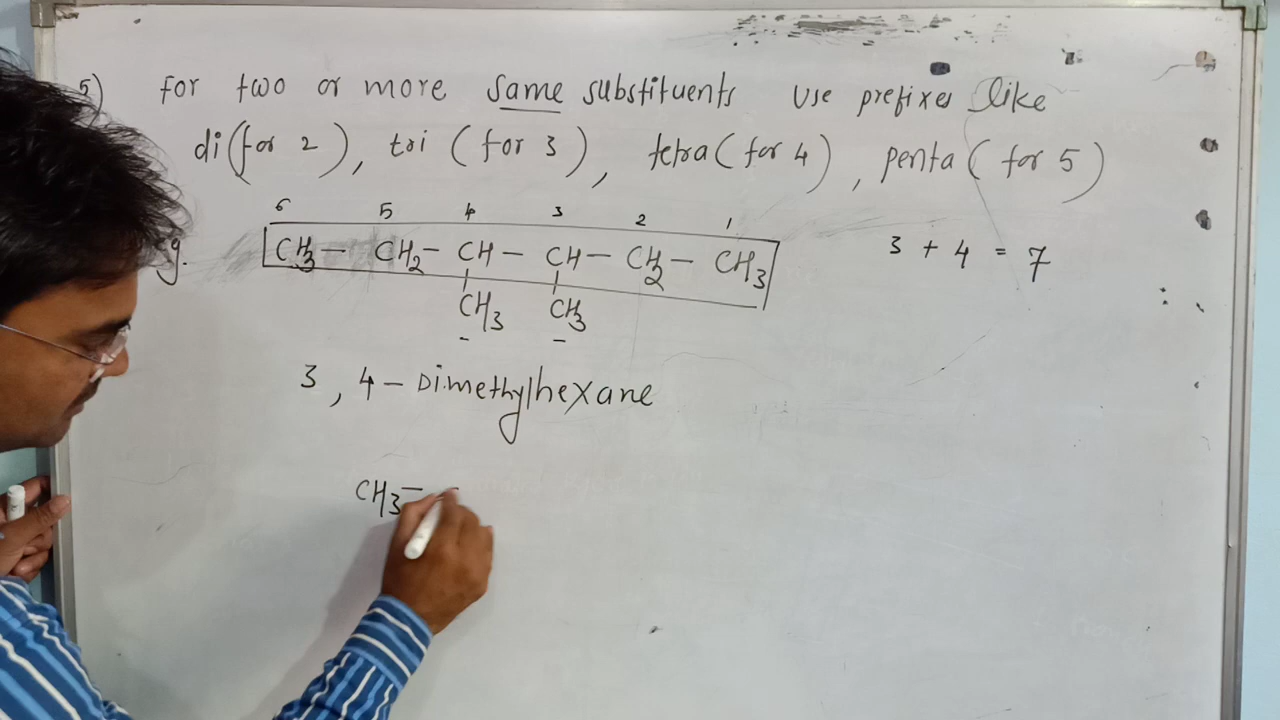 5) For two or more same substituents use prefixes like
di(for 2), tri (for 3), tetra(for 4), penta( for 5)
6 5 4 3 2 1
g. CH3 - CH2 - CH - CH - CH2 - CH3 3 + 4 = 7
CH3 CH3
3, 4 - Dimethylhexane
CH3 -